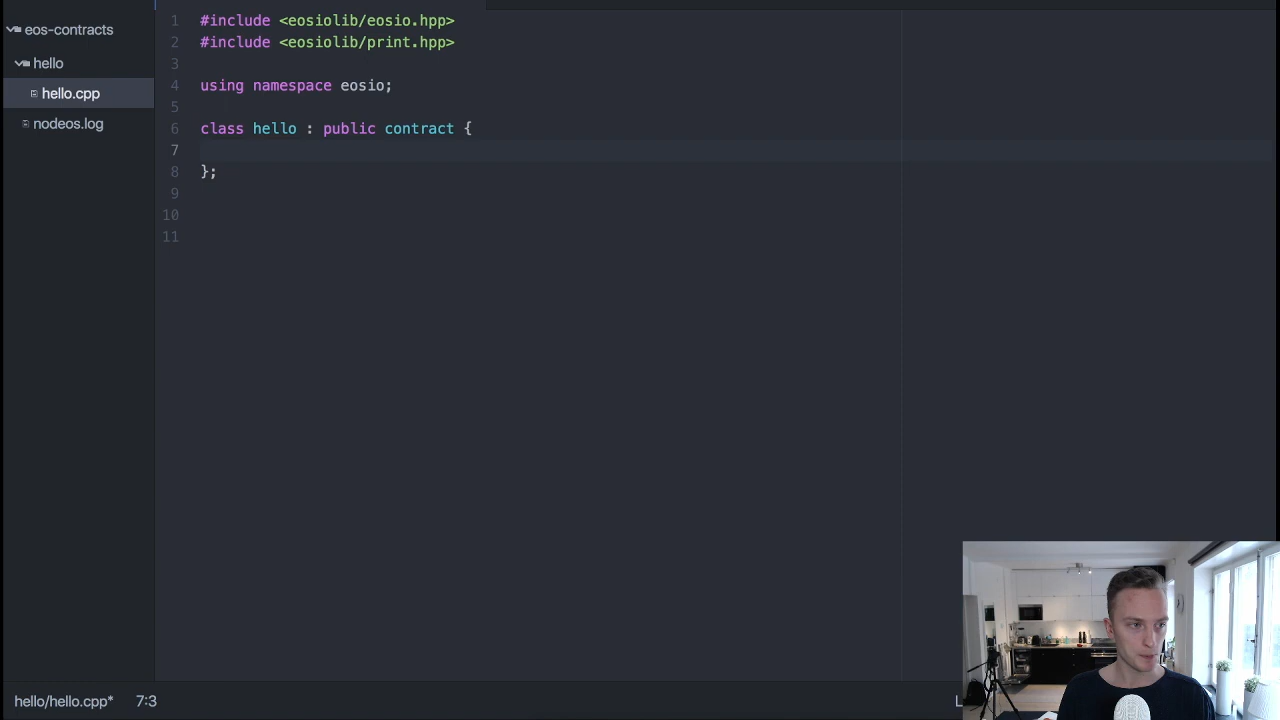 eos-contracts
hello
hello.cpp
nodeos.log
1 #include <eosiolib/eosio.hpp>
2 #include <eosiolib/print.hpp>
3
4 using namespace eosio;
5
6 class hello : public contract {
7
8 };
9
10
11
hello/hello.cpp* 7:3
L